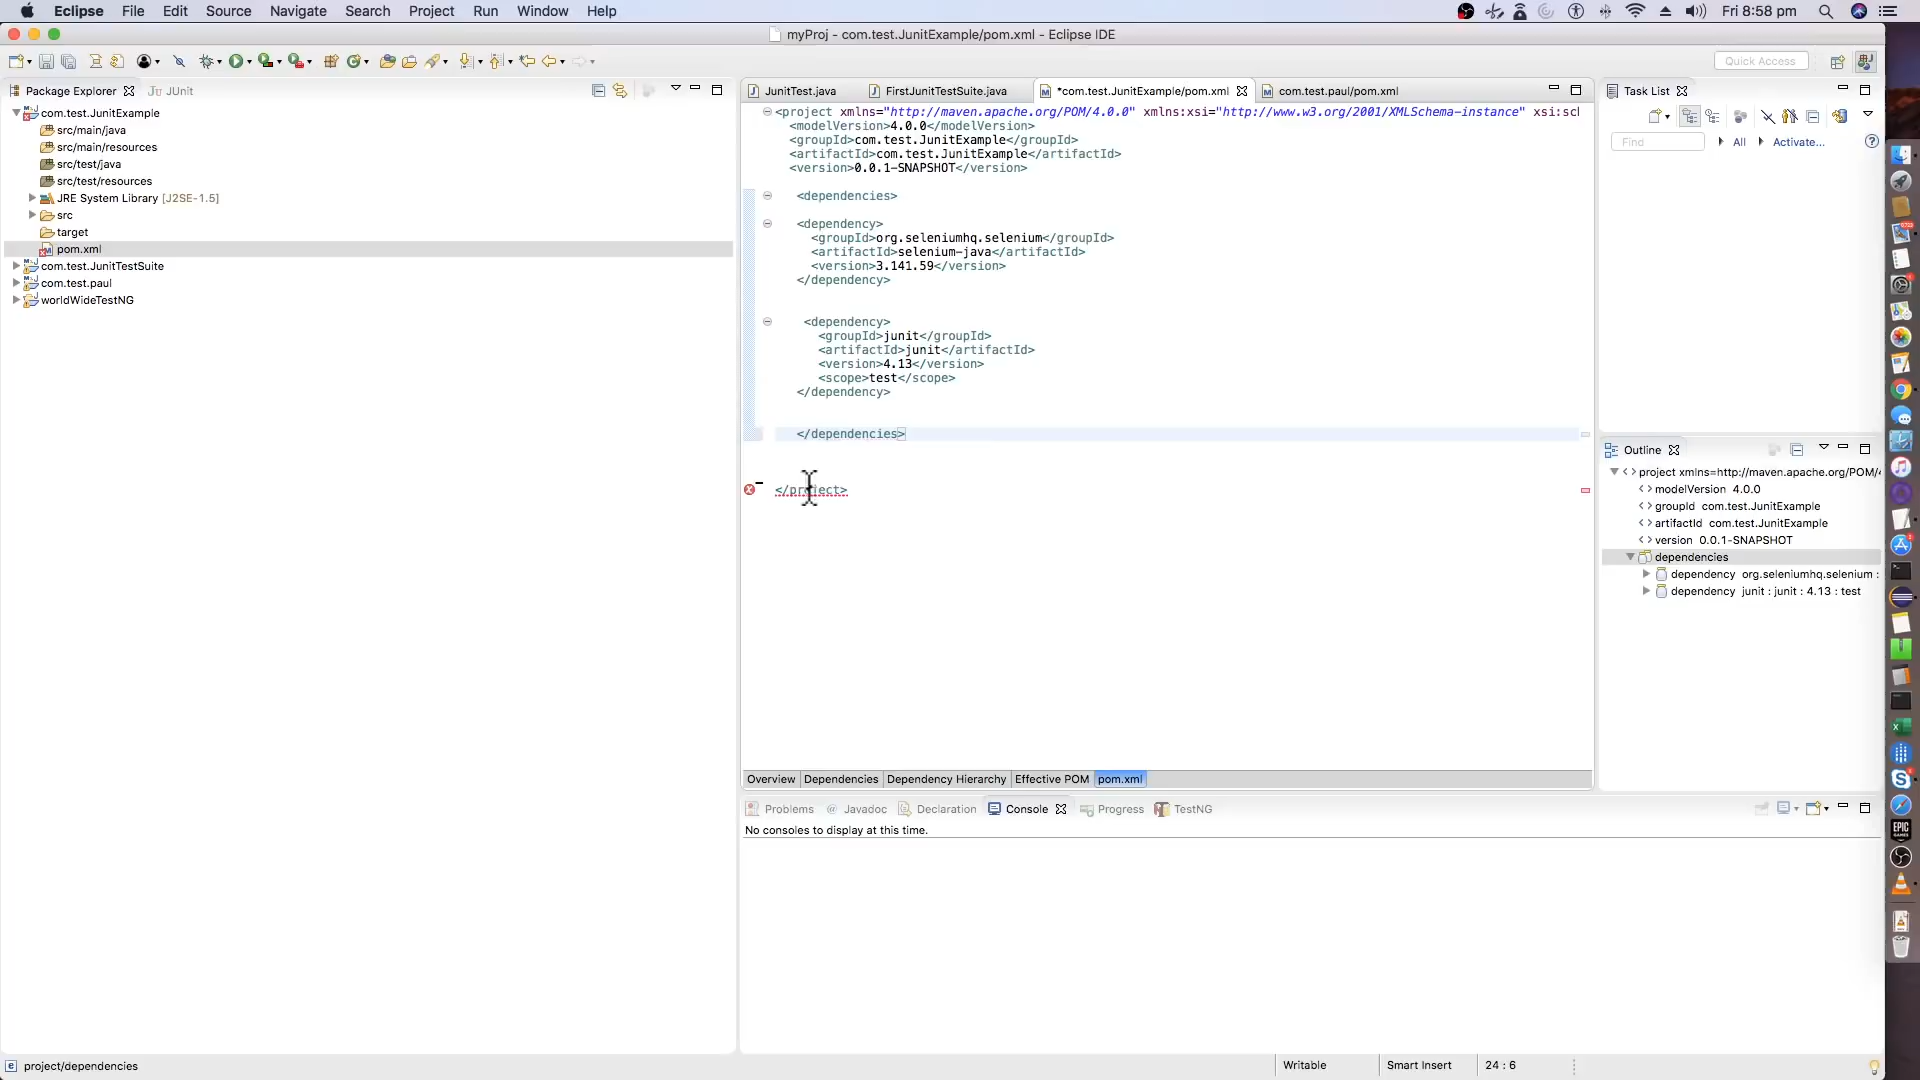 Eclipse File Edit Source Navigate Search Project Run Window Help Fri 8:58 pm
myProj - com.test.JunitExample/pom.xml - Eclipse IDE
Quick Access
Package Explorer JUnit
com.test.JunitExample
src/main/java
src/main/resources
src/test/java
src/test/resources
JRE System Library [J2SE-1.5]
src
target
pom.xml
com.test.JunitTestSuite
com.test.paul
worldWideTestNG
JunitTest.java FirstJunitTestSuite.java *com.test.JunitExample/pom.xml com.test.paul/pom.xml
<project xmlns="http://maven.apache.org/POM/4.0.0" xmlns:xsi="http://www.w3.org/2001/XMLSchema-instance" xsi:scl
<modelVersion>4.0.0</modelVersion>
<groupId>com.test.JunitExample</groupId>
<artifactId>com.test.JunitExample</artifactId>
<version>0.0.1-SNAPSHOT</version>
<dependencies>
<dependency>
<groupId>org.seleniumhq.selenium</groupId>
<artifactId>selenium-java</artifactId>
<version>3.141.59</version>
</dependency>
<dependency>
<groupId>junit</groupId>
<artifactId>junit</artifactId>
<version>4.13</version>
<scope>test</scope>
</dependency>
</dependencies>
</project>
Overview Dependencies Dependency Hierarchy Effective POM pom.xml
Problems Javadoc Declaration Console Progress TestNG
No consoles to display at this time.
Task List
Find All Activate...
Outline
project xmlns=http://maven.apache.org/POM/4
modelVersion 4.0.0
groupId com.test.JunitExample
artifactId com.test.JunitExample
version 0.0.1-SNAPSHOT
dependencies
dependency org.seleniumhq.selenium :
dependency junit : junit : 4.13 : test
project/dependencies Writable Smart Insert 24 : 6